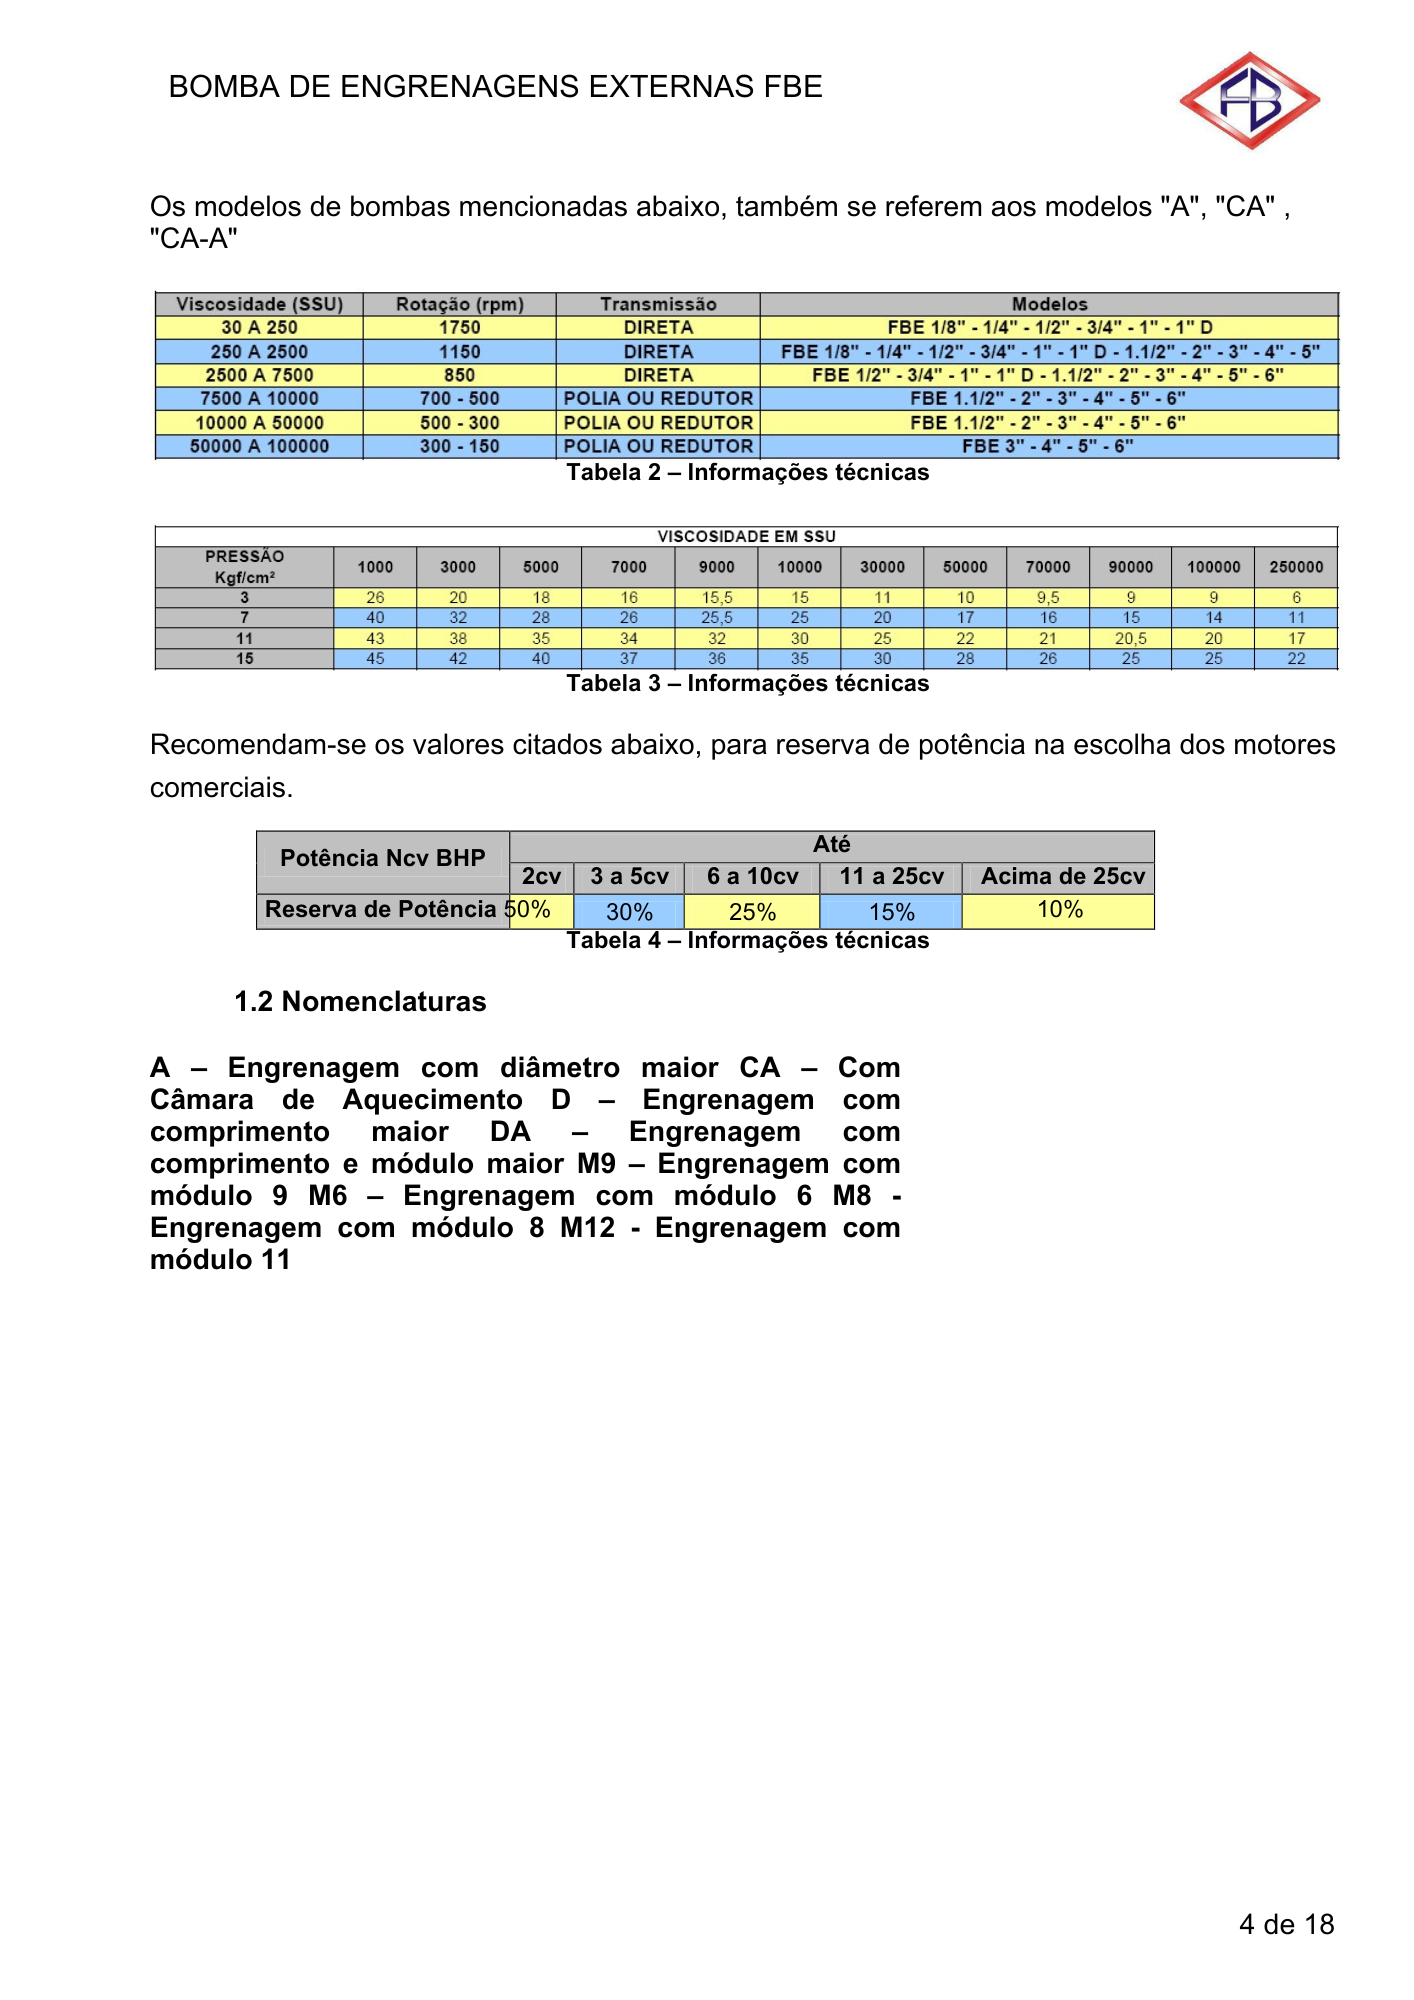 BOMBA DE ENGRENAGENS EXTERNAS FBE
FB
Os modelos de bombas mencionadas abaixo, também se referem aos modelos "A", "CA" ,
"CA-A"
Viscosidade (SSU) Rotação (rpm) Transmissão Modelos
30 A 250 1750 DIRETA FBE 1/8" - 1/4" - 1/2" - 3/4" - 1" - 1" D
250 A 2500 1150 DIRETA FBE 1/8" - 1/4" - 1/2" - 3/4" - 1" - 1" D - 1.1/2" - 2" - 3" - 4" - 5"
2500 A 7500 850 DIRETA FBE 1/2" - 3/4" - 1" - 1" D - 1.1/2" - 2" - 3" - 4" - 5" - 6"
7500 A 10000 700 - 500 POLIA OU REDUTOR FBE 1.1/2" - 2" - 3" - 4" - 5" - 6"
10000 A 50000 500 - 300 POLIA OU REDUTOR FBE 1.1/2" - 2" - 3" - 4" - 5" - 6"
50000 A 100000 300 - 150 POLIA OU REDUTOR FBE 3" - 4" - 5" - 6"
Tabela 2 – Informações técnicas
VISCOSIDADE EM SSU
PRESSÃO
Kgf/cm² 1000 3000 5000 7000 9000 10000 30000 50000 70000 90000 100000 250000
3 26 20 18 16 15,5 15 11 10 9,5 9 9 6
7 40 32 28 26 25,5 25 20 17 16 15 14 11
11 43 38 35 34 32 30 25 22 21 20,5 20 17
15 45 42 40 37 36 35 30 28 26 25 25 22
Tabela 3 – Informações técnicas
Recomendam-se os valores citados abaixo, para reserva de potência na escolha dos motores
comerciais.
Até
Potência Ncv BHP
2cv 3 a 5cv 6 a 10cv 11 a 25cv Acima de 25cv
Reserva de Potência 50% 30% 25% 15% 10%
Tabela 4 – Informações técnicas
1.2 Nomenclaturas
A – Engrenagem com diâmetro maior CA – Com
Câmara de Aquecimento D – Engrenagem com
comprimento maior DA – Engrenagem com
comprimento e módulo maior M9 – Engrenagem com
módulo 9 M6 – Engrenagem com módulo 6 M8 -
Engrenagem com módulo 8 M12 - Engrenagem com
módulo 11
4 de 18